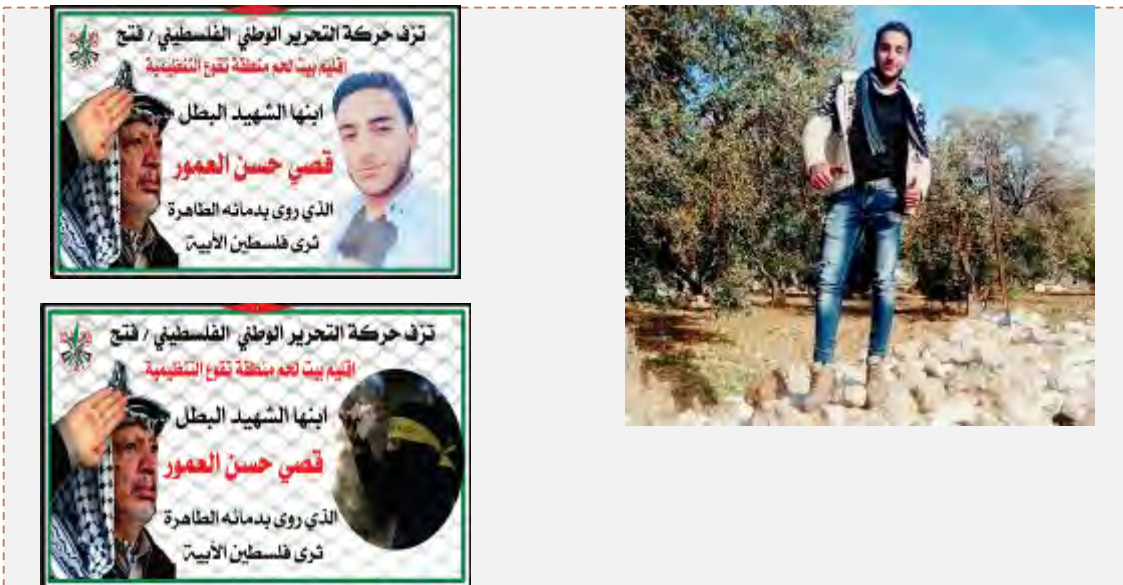 تزف حركة التحرير الوطني الفلسطيني / فتح
اقليم بيت لحم منطقة تقوع التنظيمية
ابنها الشهيد البطل
قصي حسن العمور
الذي روى بدمائه الطاهرة
ثرى فلسطين الأبية
تزف حركة التحرير الوطني الفلسطيني / فتح
اقليم بيت لحم منطقة تقوع التنظيمية
ابنها الشهيد البطل
قصي حسن العمور
الذي روى بدمائه الطاهرة
ثرى فلسطين الأبية